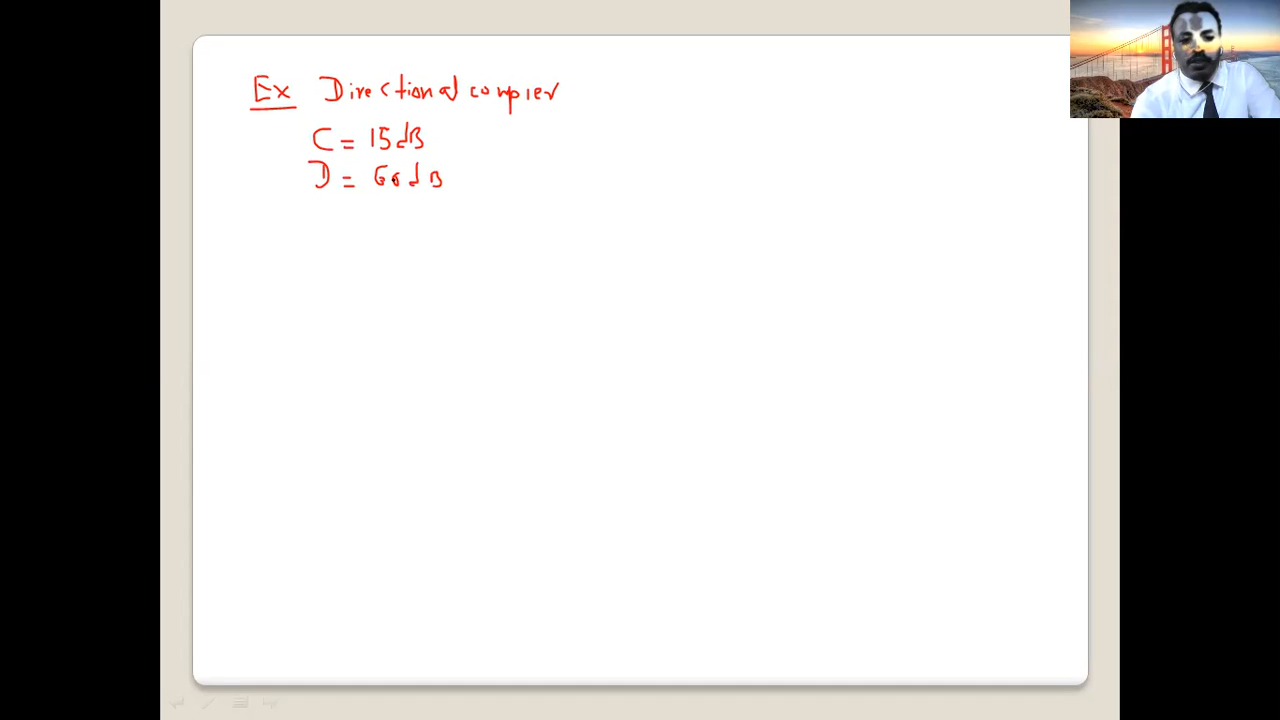 Ex Directional coupler
C = 15 dB
D = 60 dB